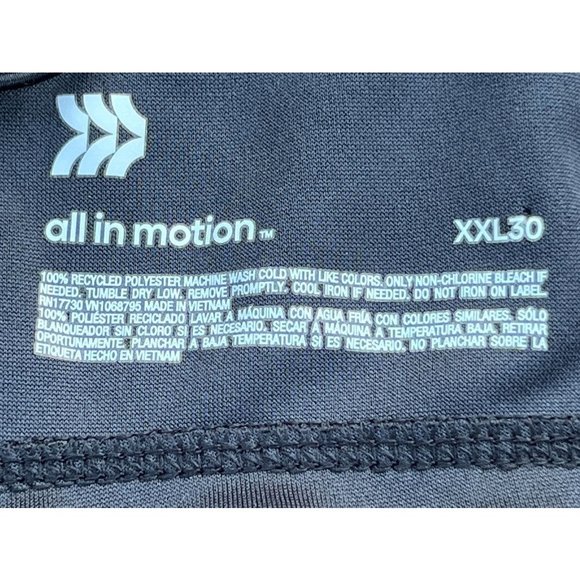 all in motion™ XXL30
100% RECYCLED POLYESTER MACHINE WASH COLD WITH LIKE COLORS. ONLY NON-CHLORINE BLEACH IF
NEEDED. TUMBLE DRY LOW. REMOVE PROMPTLY. COOL IRON IF NEEDED. DO NOT IRON ON LABEL.
RN17730 VN1068795 MADE IN VIETNAM
100% POLIÉSTER RECICLADO LAVAR A MÁQUINA CON AGUA FRÍA CON COLORES SIMILARES. SÓLO
BLANQUEADOR SIN CLORO SI ES NECESARIO. SECAR A MÁQUINA A TEMPERATURA BAJA. RETIRAR
OPORTUNAMENTE. PLANCHAR A BAJA TEMPERATURA SI ES NECESARIO. NO PLANCHAR SOBRE LA
ETIQUETA HECHO EN VIETNAM